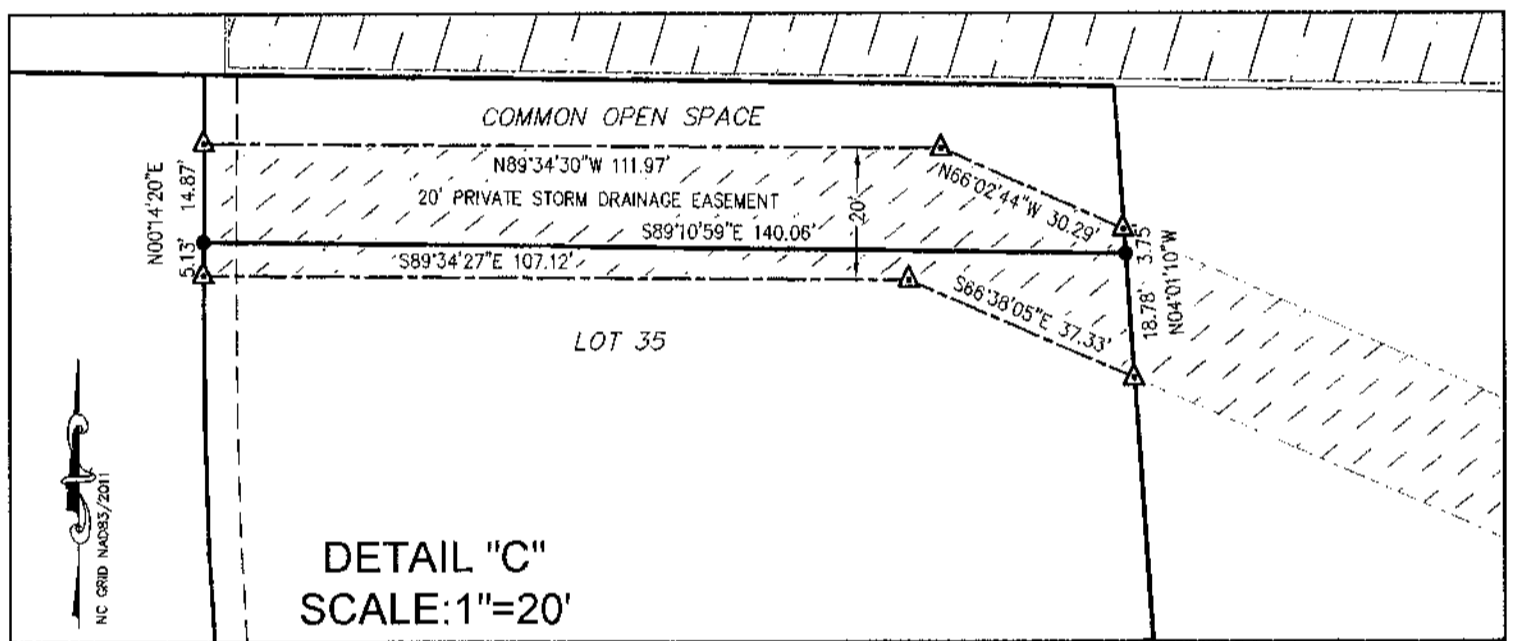 COMMON OPEN SPACE
N89°34'30"W 111.97'
20' PRIVATE STORM DRAINAGE EASEMENT
S89°10'59"E 140.06'
20'
N66°02'44"W 30.29'
N00°14'20"E
14.87'
5.13'
S89°34'27"E 107.12'
S66°38'05"E 37.33'
3.75'
18.78'
N04°01'10"W
LOT 35
NC GRID NAD83/2011
DETAIL "C"
SCALE:1"=20'